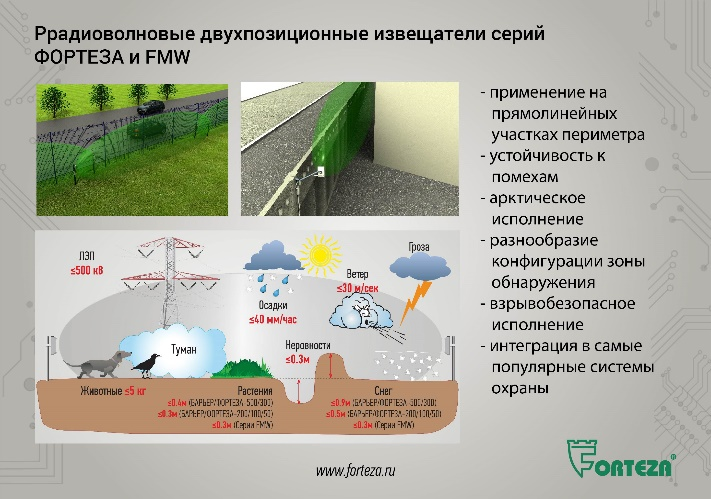 Ррадиоволновые двухпозиционные извещатели серий
ФОРТЕЗА и FMW
- применение на
прямолинейных
участках периметра
- устойчивость к
помехам
- арктическое
исполнение
- разнообразие
конфигурации зоны
обнаружения
- взрывобезопасное
исполнение
- интеграция в самые
популярные системы
охраны
ЛЭП
≤500 кВ
Осадки
≤40 мм/час
Ветер
≤30 м/сек
Гроза
Туман
Неровности
≤0.3м
Животные ≤5 кг
Растения
≤0.4м (БАРЬЕР/ФОРТЕЗА-500/300)
≤0.3м (БАРЬЕР/ФОРТЕЗА-200/100/50)
≤0.3м (Серии FMW)
Снег
≤0.9м (БАРЬЕР/ФОРТЕЗА-500/300)
≤0.5м (БАРЬЕР/ФОРТЕЗА-200/100/50)
≤0.3м (Серии FMW)
www.forteza.ru
FORTEZA®